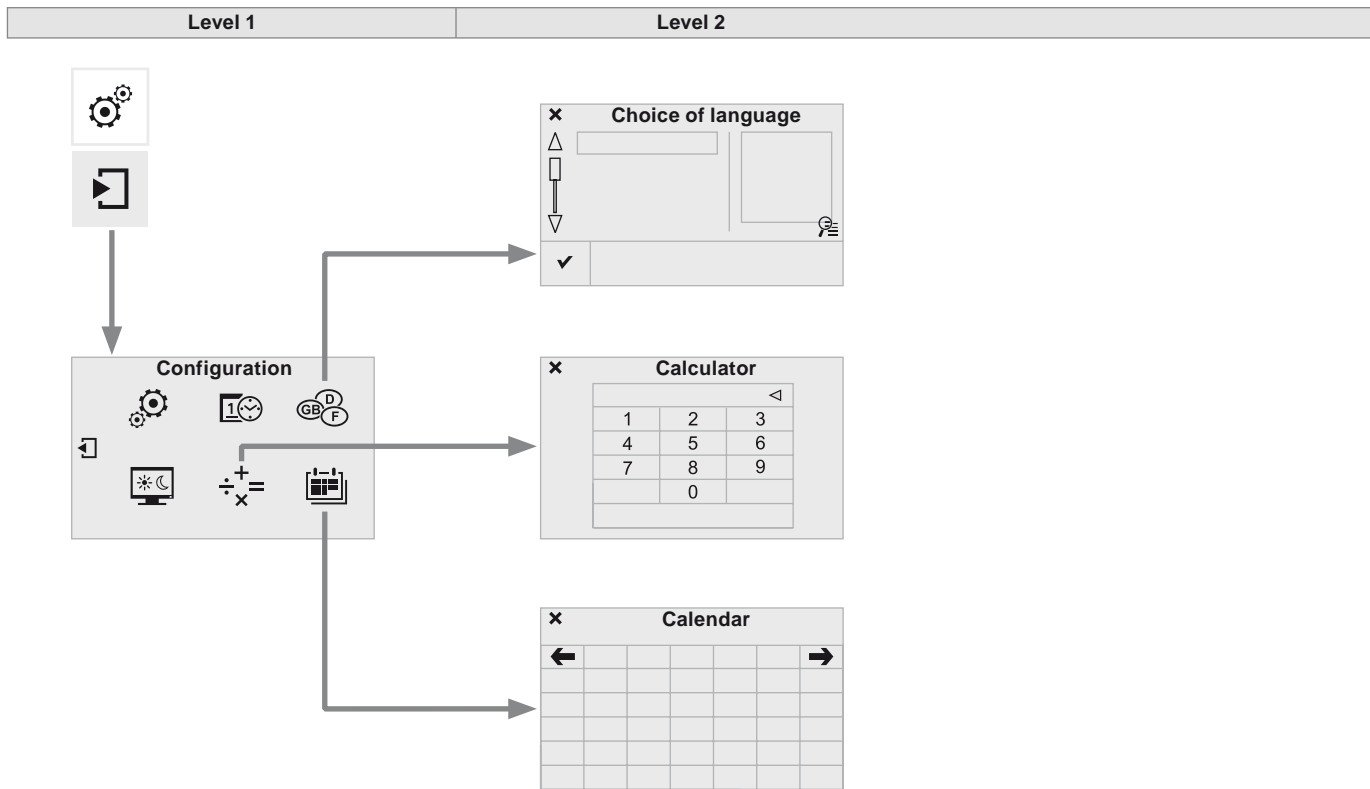 Level 1 Level 2
Choice of language
Configuration
1 GB D F
÷ + × =
Calculator
1 2 3
4 5 6
7 8 9
0
Calendar